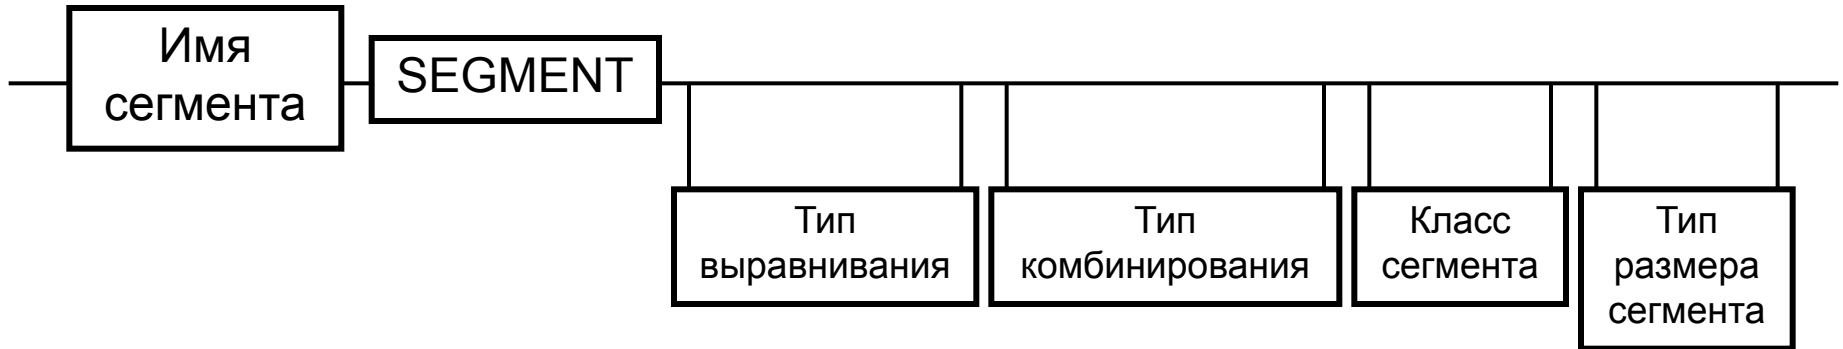 Имя
сегмента
SEGMENT
Тип
выравнивания
Тип
комбинирования
Класс
сегмента
Тип
размера
сегмента